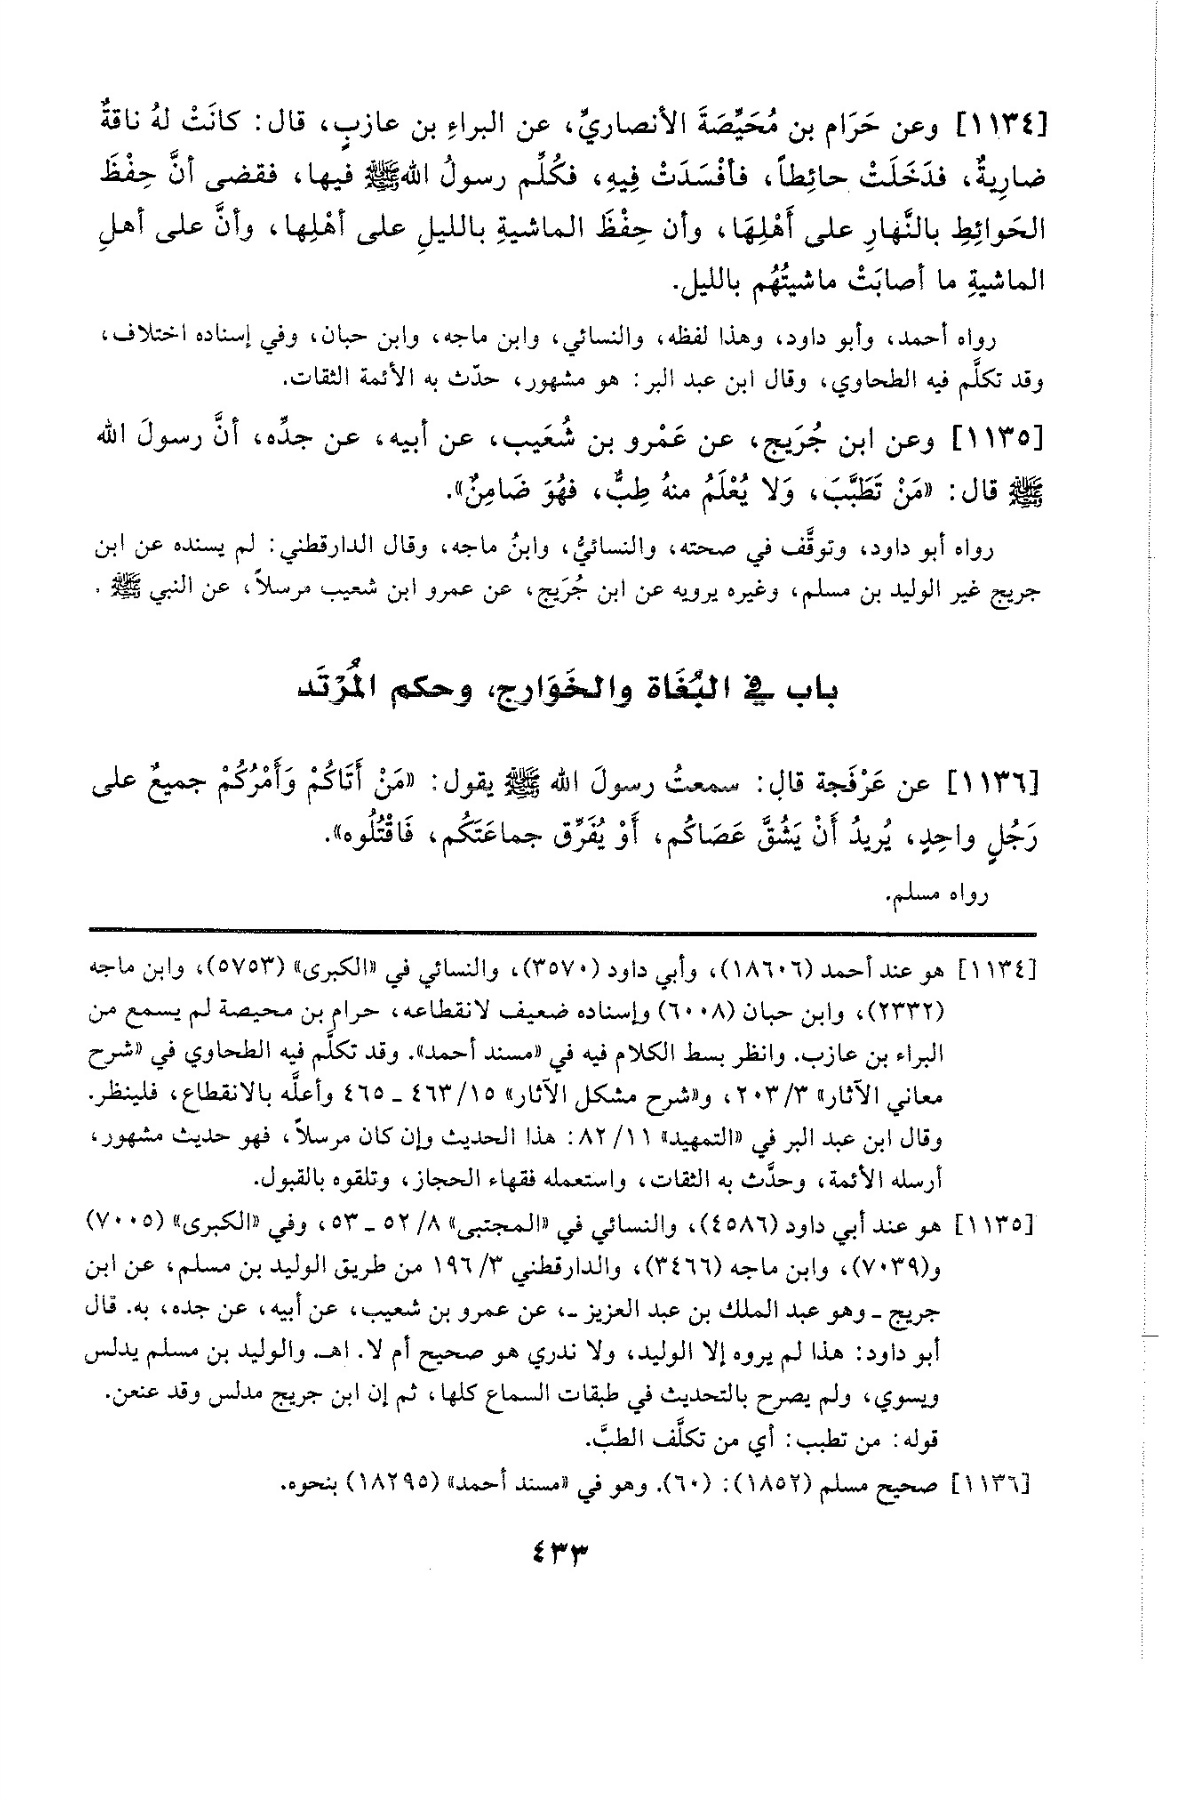 [١١٣٤] وعن حَرَام بن مُحَيِّصَةَ الأنصاريِّ، عن البراءِ بن عازبٍ، قال: كانَتْ لهُ ناقةٌ
ضاريةٌ، فدَخَلَتْ حائِطاً، فأفْسَدَتْ فِيهِ، فكُلِّم رسولُ الله ﷺ فيها، فقضى أنَّ حِفْظَ
الحَوائِطِ بالنَّهارِ على أَهْلِهَا، وأن حِفْظَ الماشيةِ بالليلِ على أهْلِها، وأنَّ على أهلِ
الماشيةِ ما أصابَتْ ماشيتُهُم بالليل.
رواه أحمد، وأبو داود، وهذا لفظه، والنسائي، وابن ماجه، وابن حبان، وفي إسناده اختلاف،
وقد تكلَّم فيه الطحاوي، وقال ابن عبد البر: هو مشهور، حدّث به الأئمة الثقات.
[١١٣٥] وعن ابن جُرَيج، عن عَمْرو بن شُعَيب، عن أبيه، عن جدِّه، أنَّ رسولَ الله
ﷺ قال: «مَنْ تَطَبَّبَ، وَلا يُعْلَمُ منهُ طِبٌّ، فهُوَ ضَامِنٌ».
رواه أبو داود، وتوقَّف في صحته، والنسائيُّ، وابنُ ماجه، وقال الدارقطني: لم يسنده عن ابن
جريج غير الوليد بن مسلم، وغيره يرويه عن ابن جُرَيج، عن عمرو ابن شعيب مرسلاً، عن النبي ﷺ.
باب في البُغَاة والخَوَارج، وحكم المُرْتَد
[١١٣٦] عن عَرْفَجة قال: سمعتُ رسولَ الله ﷺ يقول: «مَنْ أَتَاكُمْ وَأَمْرُكُمْ جميعٌ على
رَجُلٍ واحِدٍ، يُريدُ أَنْ يَشُقَّ عَصَاكُم، أَوْ يُفَرِّق جماعَتَكُم، فَاقْتُلُوه».
رواه مسلم.
[١١٣٤] هو عند أحمد (١٨٦٠٦)، وأبي داود (٣٥٧٠)، والنسائي في «الكبرى» (٥٧٥٣)، وابن ماجه
(٢٣٣٢)، وابن حبان (٦٠٠٨) وإسناده ضعيف لانقطاعه، حرام بن محيصة لم يسمع من
البراء بن عازب. وانظر بسط الكلام فيه في «مسند أحمد». وقد تكلَّم فيه الطحاوي في «شرح
معاني الآثار» ٢٠٣/٣، و«شرح مشكل الآثار» ٤٦٣/١٥ ـ ٤٦٥ وأعلَّه بالانقطاع، فلينظر.
وقال ابن عبد البر في «التمهيد» ٨٢/١١: هذا الحديث وإن كان مرسلاً، فهو حديث مشهور،
أرسله الأئمة، وحدَّث به الثقات، واستعمله فقهاء الحجاز، وتلقوه بالقبول.
[١١٣٥] هو عند أبي داود (٤٥٨٦)، والنسائي في «المجتبى» ٥٢/٨ ـ ٥٣، وفي «الكبرى» (٧٠٠٥)
و(٧٠٣٩)، وابن ماجه (٣٤٦٦)، والدارقطني ١٩٦/٣ من طريق الوليد بن مسلم، عن ابن
جريج ـ وهو عبد الملك بن عبد العزيز ـ، عن عمرو بن شعيب، عن أبيه، عن جده، به. قال
أبو داود: هذا لم يروه إلا الوليد، ولا ندري هو صحيح أم لا. اهـ. والوليد بن مسلم يدلس
ويسوي، ولم يصرح بالتحديث في طبقات السماع كلها، ثم إن ابن جريج مدلس وقد عنعن.
قوله: من تطبب: أي من تكلَّف الطبَّ.
[١١٣٦] صحيح مسلم (١٨٥٢): (٦٠). وهو في «مسند أحمد» (١٨٢٩٥) بنحوه.
٤٣٣